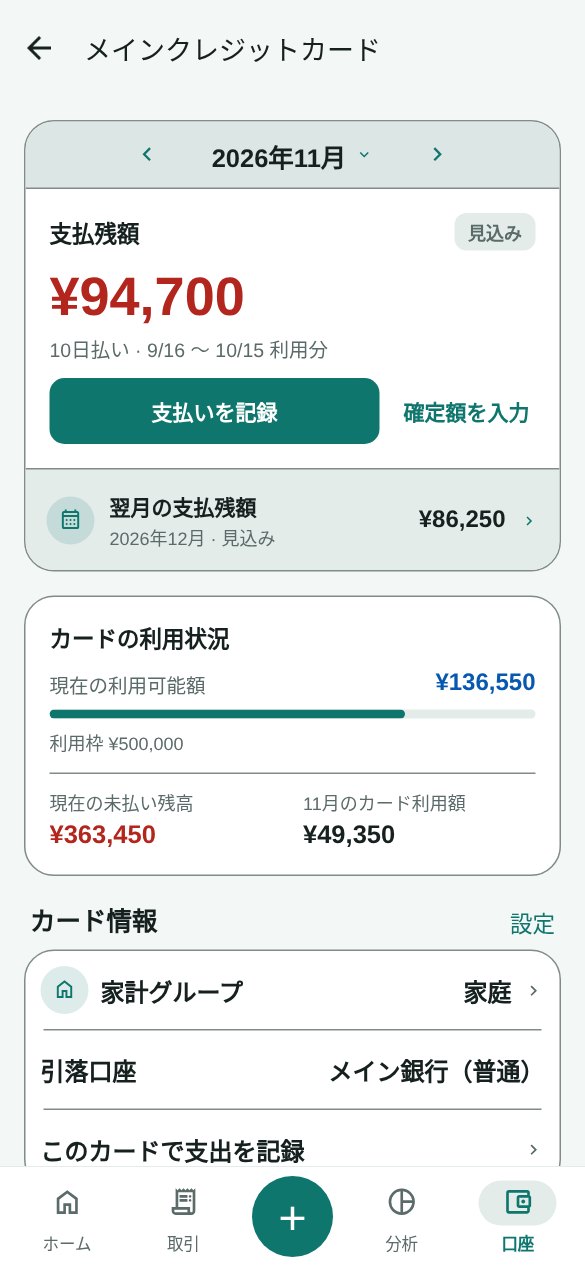 メインクレジットカード
2026年11月
支払残額
見込み
¥94,700
10日払い · 9/16 〜 10/15 利用分
支払いを記録
確定額を入力
翌月の支払残額
2026年12月 · 見込み
¥86,250
カードの利用状況
現在の利用可能額
¥136,550
利用枠 ¥500,000
現在の未払い残高
11月のカード利用額
¥363,450
¥49,350
カード情報
設定
家計グループ
家庭
引落口座
メイン銀行（普通）
このカードで支出を記録
ホーム
取引
分析
口座